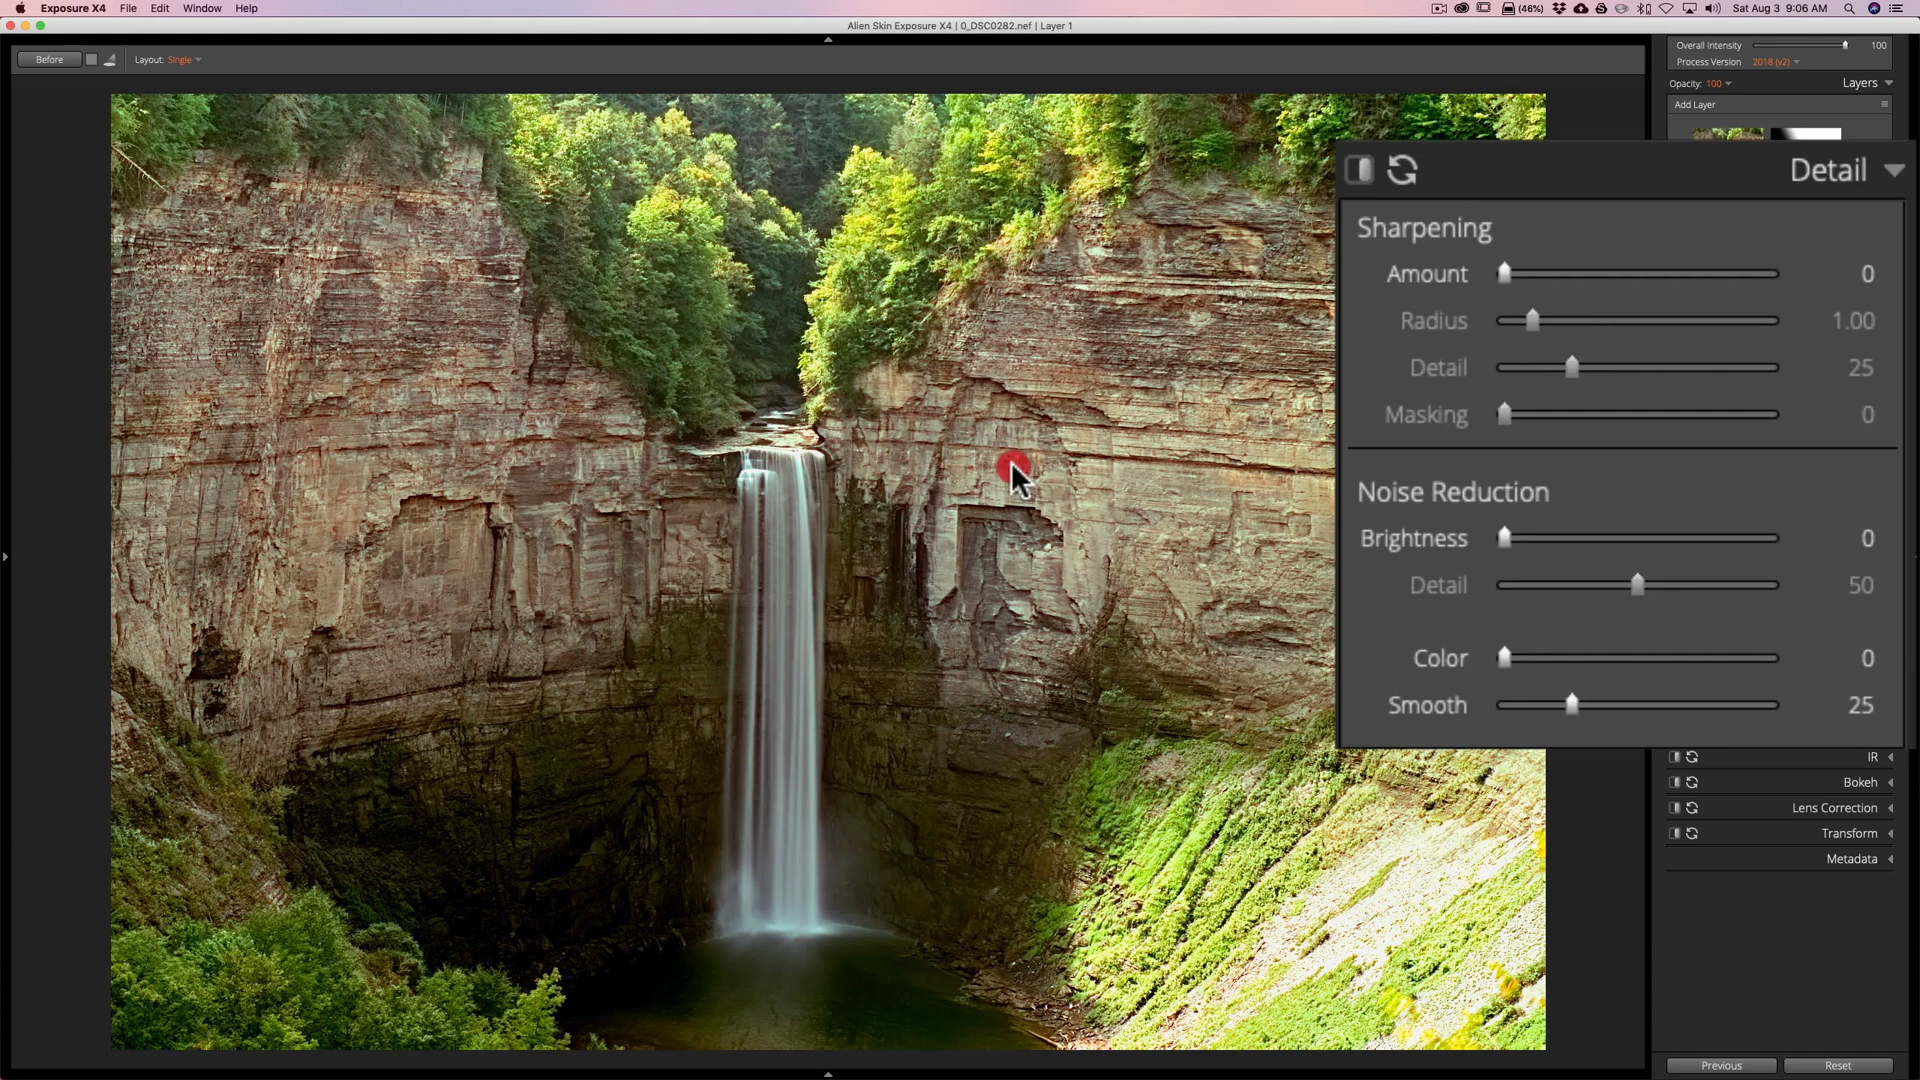 Exposure X4 File Edit Window Help (46%) Sat Aug 3 9:06 AM
Alien Skin Exposure X4 | 0_DSC0282.nef | Layer 1
Before Layout: Single
Overall Intensity 100
Process Version 2018 (v2)
Opacity: 100 Layers
Add Layer
Detail
Sharpening
Amount 0
Radius 1.00
Detail 25
Masking 0
Noise Reduction
Brightness 0
Detail 50
Color 0
Smooth 25
IR
Bokeh
Lens Correction
Transform
Metadata
Previous Reset